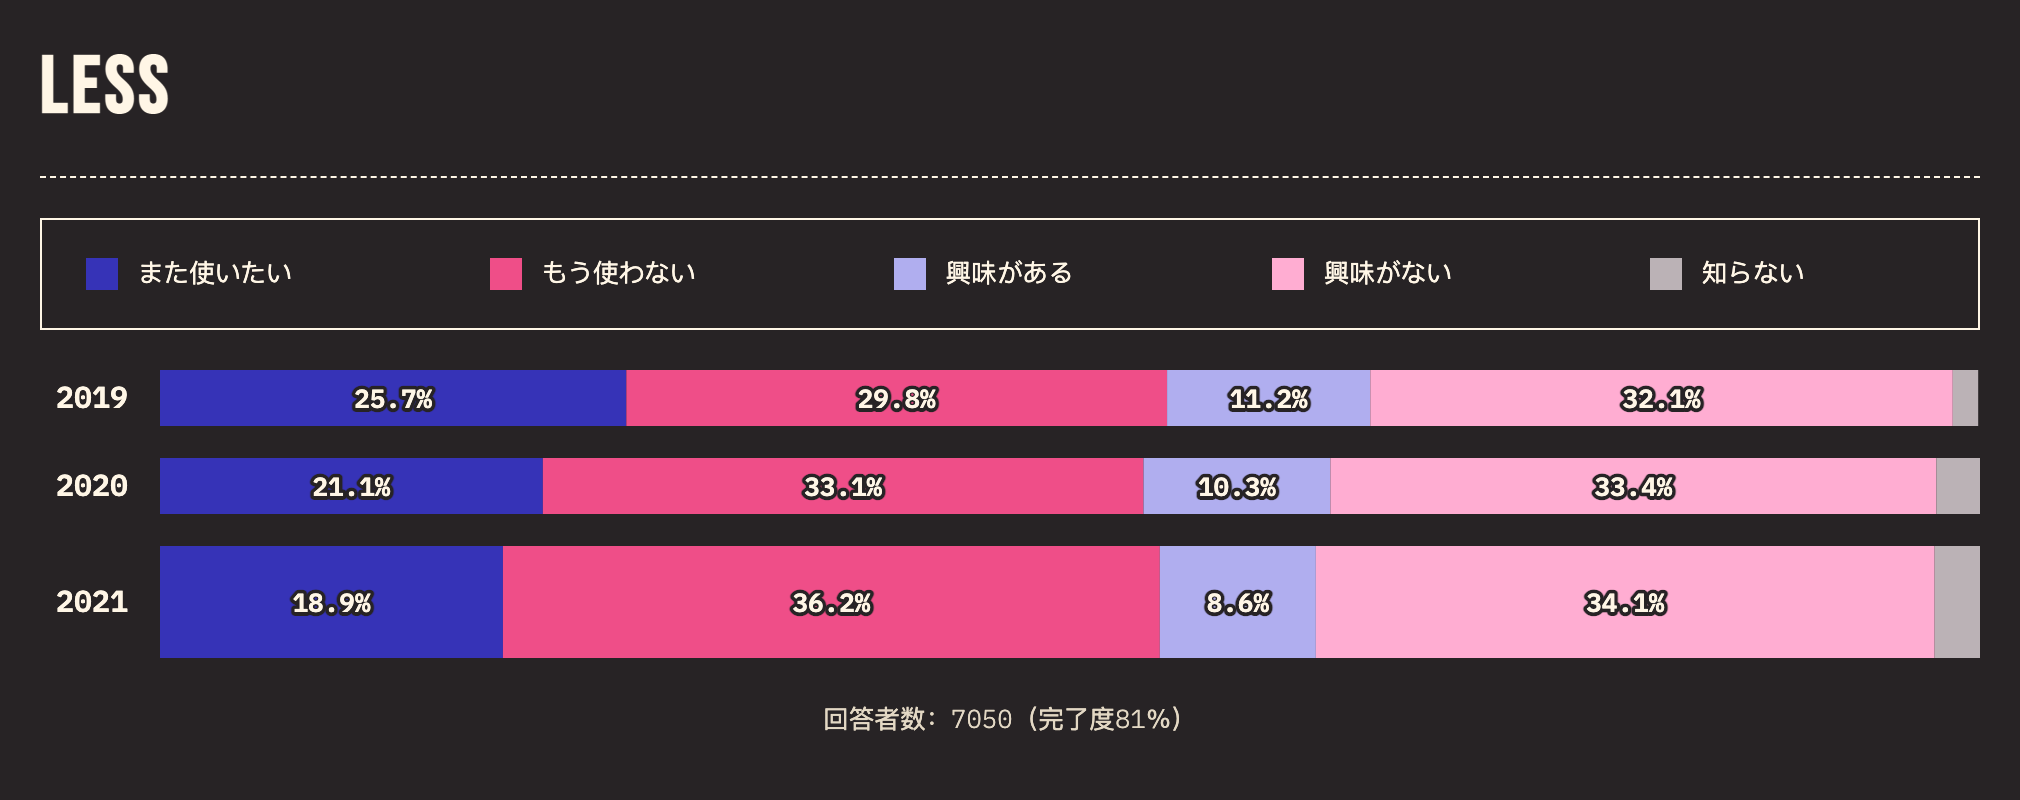 LESS
また使いたい もう使わない 興味がある 興味がない 知らない
2019 25.7% 29.8% 11.2% 32.1%
2020 21.1% 33.1% 10.3% 33.4%
2021 18.9% 36.2% 8.6% 34.1%
回答者数: 7050 (完了度81%)